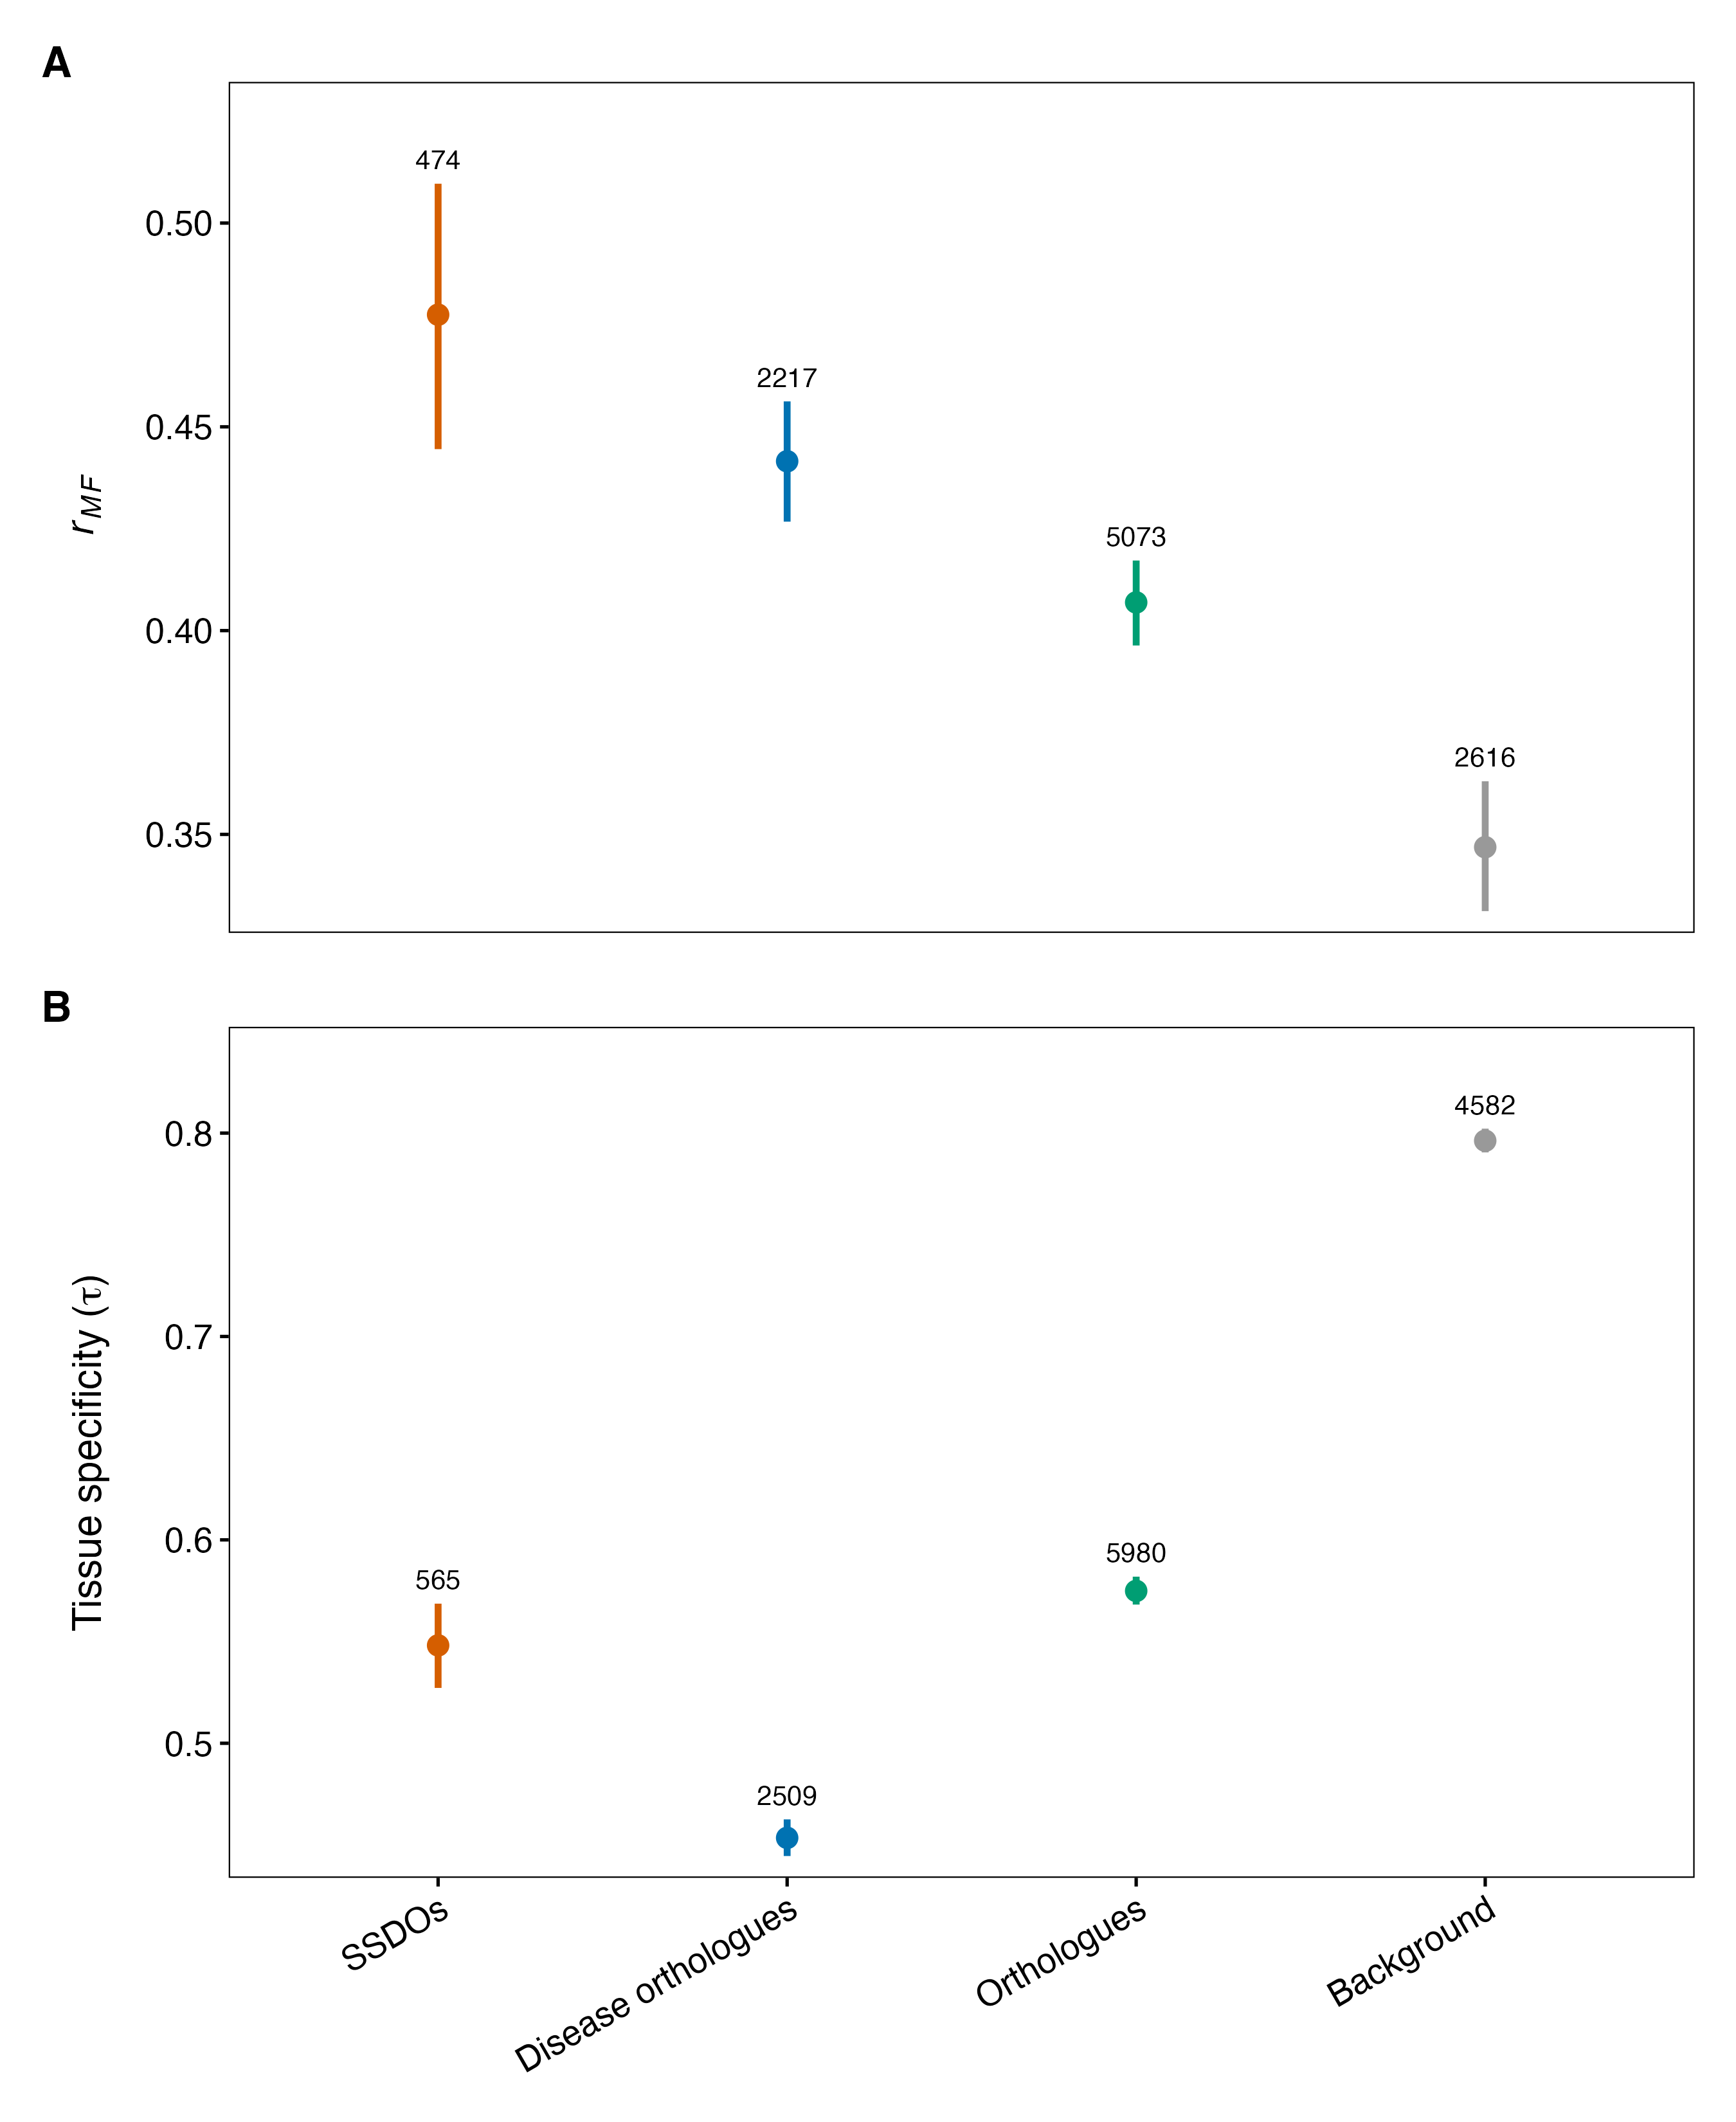 A
474
0.50
2217
0.45
rMF
5073
0.40
2616
0.35
B
4582
0.8
0.7
Tissue specificity (τ)
5980
0.6
565
0.5
2509
SSDOs
Disease orthologues
Orthologues
Background